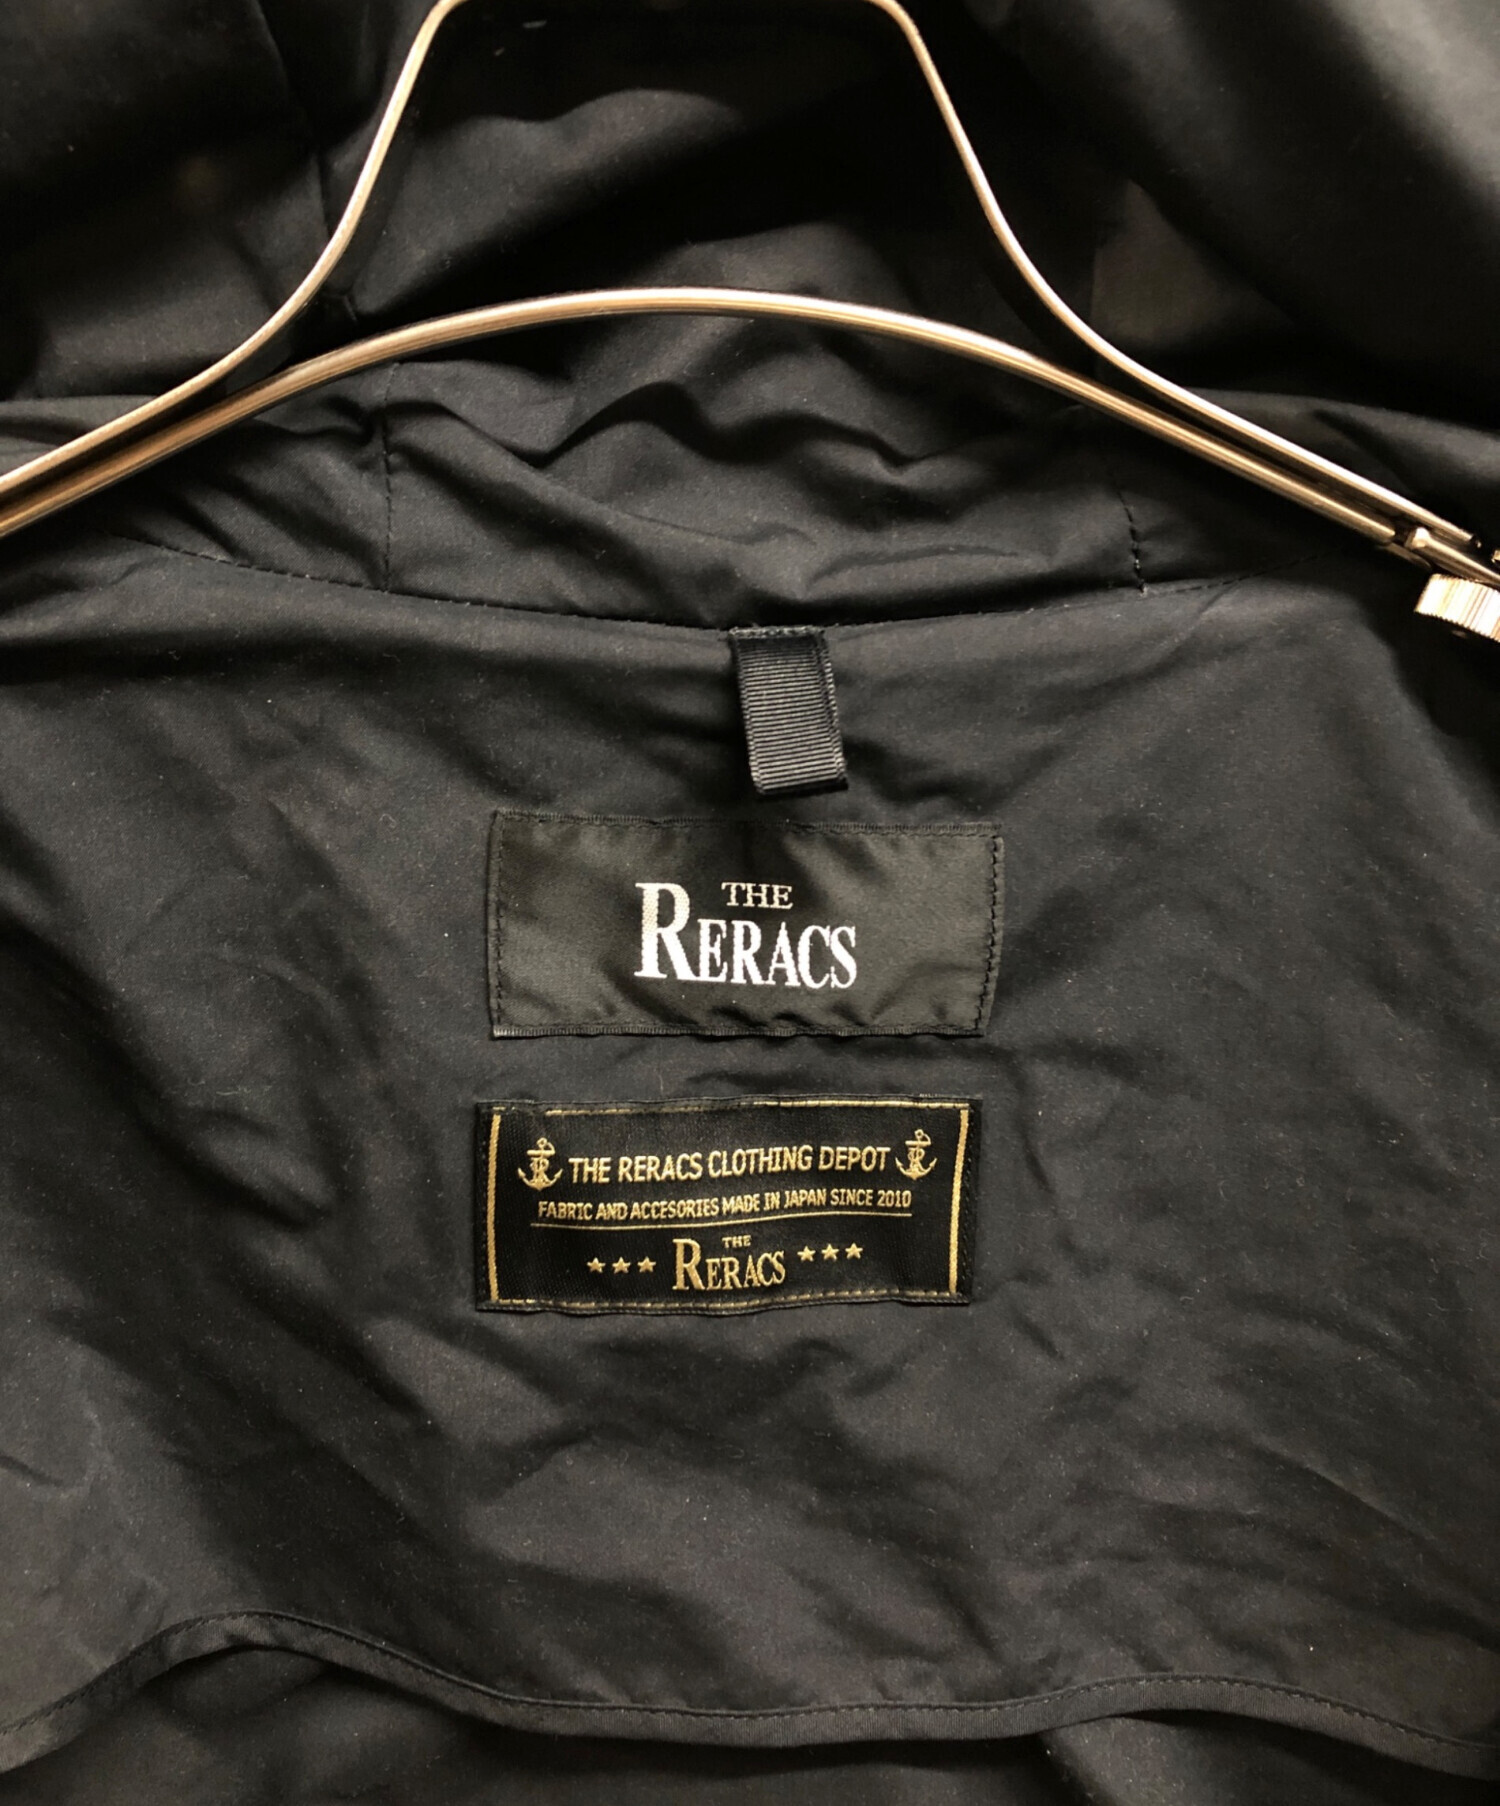 THE
RERACS
THE RERACS CLOTHING DEPOT
FABRIC AND ACCESORIES MADE IN JAPAN SINCE 2010
THE
RERACS